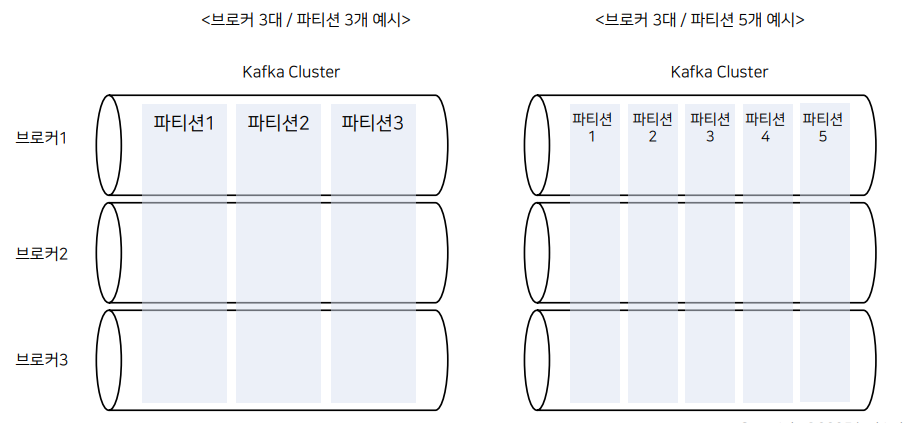 <브로커 3대 / 파티션 3개 예시>
<브로커 3대 / 파티션 5개 예시>
Kafka Cluster
Kafka Cluster
브로커1
파티션1
파티션2
파티션3
파티션
1
파티션
2
파티션
3
파티션
4
파티션
5
브로커2
브로커3